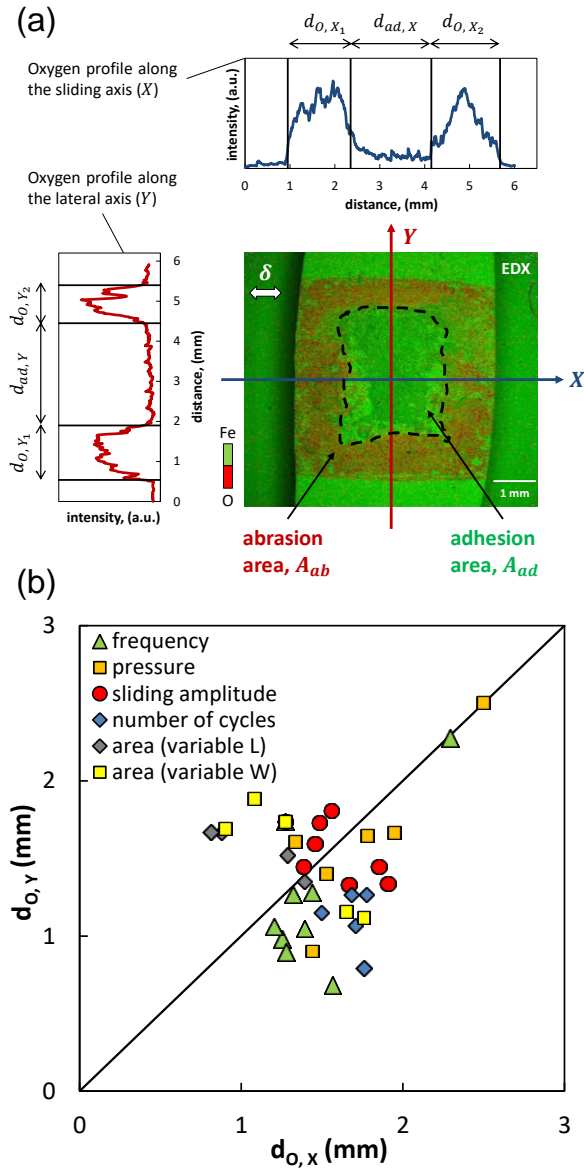 (a)
d_{O,X_1} d_{ad,X} d_{O,X_2}
Oxygen profile along
the sliding axis (X)
intensity, (a.u.)
0 1 2 3 4 5 6
distance, (mm)
Oxygen profile along
the lateral axis (Y)
d_{O,Y_2}
d_{ad,Y}
d_{O,Y_1}
6
5
4
3
2
1
0
distance, (mm)
intensity, (a.u.)
Y
EDX
δ
X
Fe
O
1 mm
abrasion
area, A_{ab}
adhesion
area, A_{ad}
(b)
3
2
1
0
d_{O,Y} (mm)
frequency
pressure
sliding amplitude
number of cycles
area (variable L)
area (variable W)
0 1 2 3
d_{O,X} (mm)